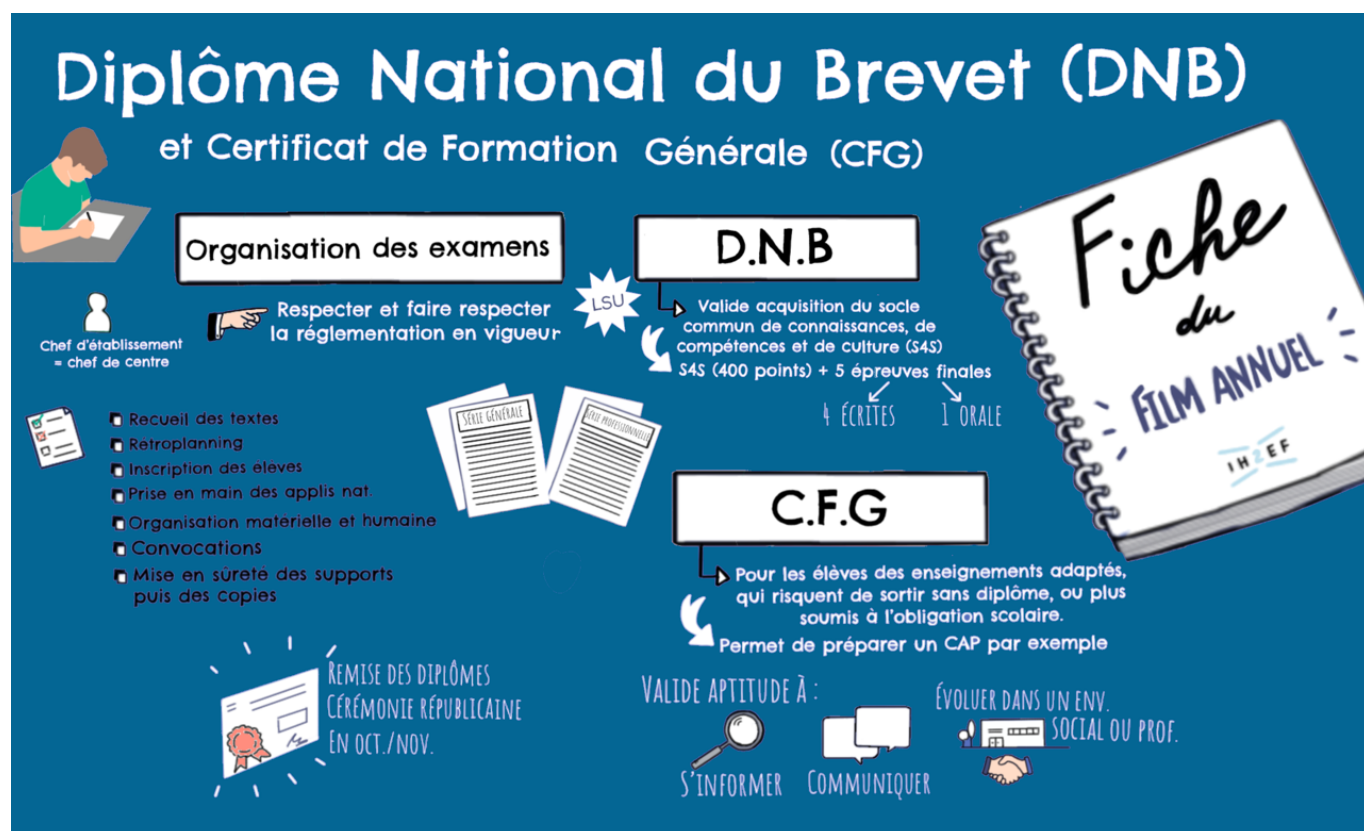 Diplôme National du Brevet (DNB)
et Certificat de Formation Générale (CFG)
Organisation des examens
Respecter et faire respecter
la réglementation en vigueur
Chef d'établissement
= chef de centre
Recueil des textes
Retroplanning
Inscription des eleves
Prise en main des applis nat.
Organisation matérielle et humaine
Convocations
Mise en sûreté des supports
puis des copies
SÉRIE GÉNÉRALE
SÉRIE PROFESSIONNELLE
REMISE DES DIPLÔMES
CÉRÉMONIE RÉPUBLICAINE
EN OCT./NOV.
LSU
D.N.B
Valide acquisition du socle
commun de connaissances, de
compétences et de culture (S4S)
S4S (400 points) + 5 épreuves finales
4 ÉCRITES 1 ORALE
C.F.G
Pour les élèves des enseignements adaptés,
qui risquent de sortir sans diplôme, ou plus
soumis à l'obligation scolaire.
Permet de préparer un CAP par exemple
VALIDE APTITUDE À :
S'INFORMER
COMMUNIQUER
ÉVOLUER DANS UN ENV.
SOCIAL OU PROF.
Fiche
du
FILM ANNUEL
IH2EF